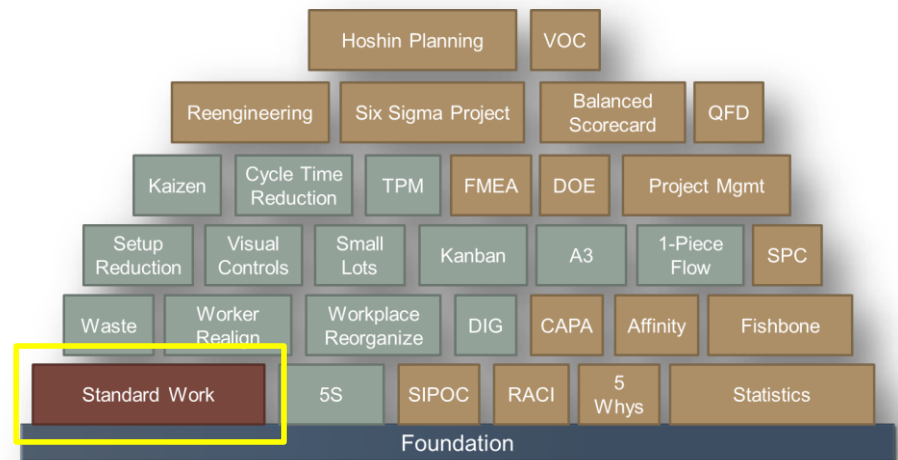 Hoshin Planning
VOC
Reengineering
Six Sigma Project
Balanced
Scorecard
QFD
Kaizen
Cycle Time
Reduction
TPM
FMEA
DOE
Project Mgmt
Setup
Reduction
Visual
Controls
Small
Lots
Kanban
A3
1-Piece
Flow
SPC
Waste
Worker
Realign
Workplace
Reorganize
DIG
CAPA
Affinity
Fishbone
Standard Work
5S
SIPOC
RACI
5
Whys
Statistics
Foundation